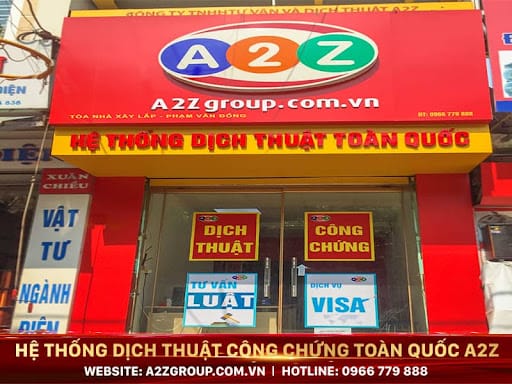 CÔNG TY TNHH TƯ VẤN VÀ DỊCH THUẬT A2Z
A2Z
A2Zgroup.com.vn
TÒA NHÀ XÂY LẮP - PHẠM VĂN ĐỒNG
ĐT: 0966 779 888
HỆ THỐNG DỊCH THUẬT TOÀN QUỐC
XUÂN
CHIẾU
VẬT
TƯ
NGÀNH
ĐIỆN
DỊCH
THUẬT
CÔNG
CHỨNG
TƯ VẤN
LUẬT
DỊCH VỤ
VISA
HỆ THỐNG DỊCH THUẬT CÔNG CHỨNG TOÀN QUỐC A2Z
WEBSITE: A2ZGROUP.COM.VN | HOTLINE: 0966 779 888